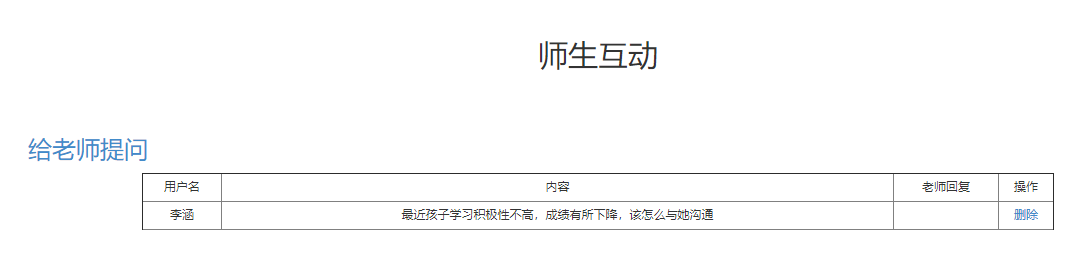 师生互动
给老师提问
用户名 内容 老师回复 操作
李涵 最近孩子学习积极性不高，成绩有所下降，该怎么与她沟通 删除